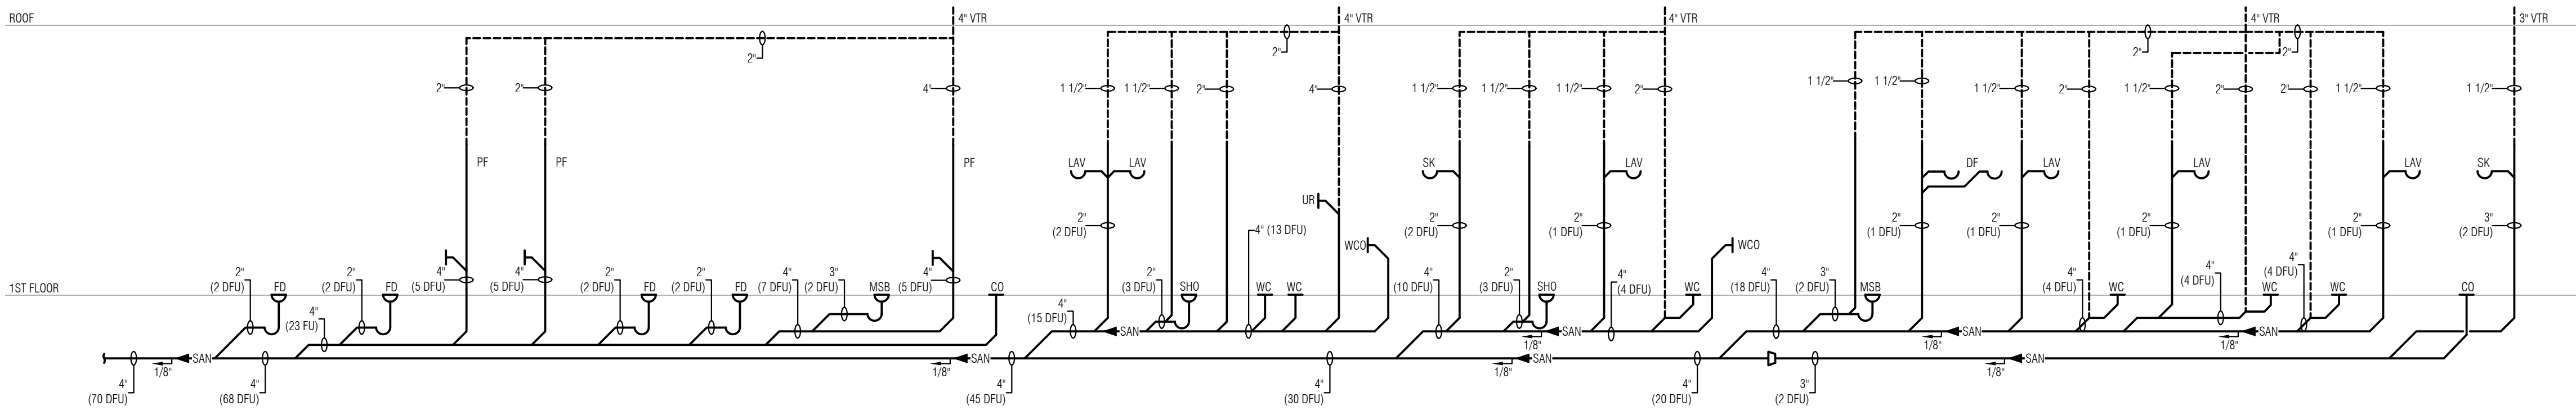 ROOF
4" VTR
4" VTR
4" VTR
4" VTR
3" VTR
2"
2"
2"
2"
2"
2"
4"
1 1/2"
1 1/2"
2"
4"
1 1/2"
1 1/2"
1 1/2"
2"
1 1/2"
1 1/2"
1 1/2"
2"
1 1/2"
2"
2"
1 1/2"
1 1/2"
PF
PF
PF
LAV
LAV
SK
LAV
DF
LAV
LAV
LAV
SK
UR
2"
(2 DFU)
4" (13 DFU)
2"
(2 DFU)
2"
(1 DFU)
2"
(1 DFU)
2"
(1 DFU)
2"
(1 DFU)
2"
(1 DFU)
3"
(2 DFU)
WCO
WCO
1ST FLOOR
2"
(2 DFU)
FD
2"
(2 DFU)
FD
4"
(5 DFU)
4"
(5 DFU)
2"
(2 DFU)
FD
2"
(2 DFU)
FD
4"
(7 DFU)
3"
(2 DFU)
MSB
4"
(5 DFU)
CO
2"
(3 DFU)
SHO
WC
WC
4"
(10 DFU)
2"
(3 DFU)
SHO
4"
(4 DFU)
WC
4"
(18 DFU)
3"
(2 DFU)
MSB
4"
(4 DFU)
WC
4"
(4 DFU)
WC
4"
(4 DFU)
WC
CO
4"
(23 FU)
4"
(15 DFU)
SAN
SAN
1/8"
SAN
1/8"
SAN
1/8"
SAN
1/8"
SAN
1/8"
SAN
1/8"
SAN
1/8"
SAN
1/8"
4"
(70 DFU)
4"
(68 DFU)
4"
(45 DFU)
4"
(30 DFU)
4"
(20 DFU)
3"
(2 DFU)